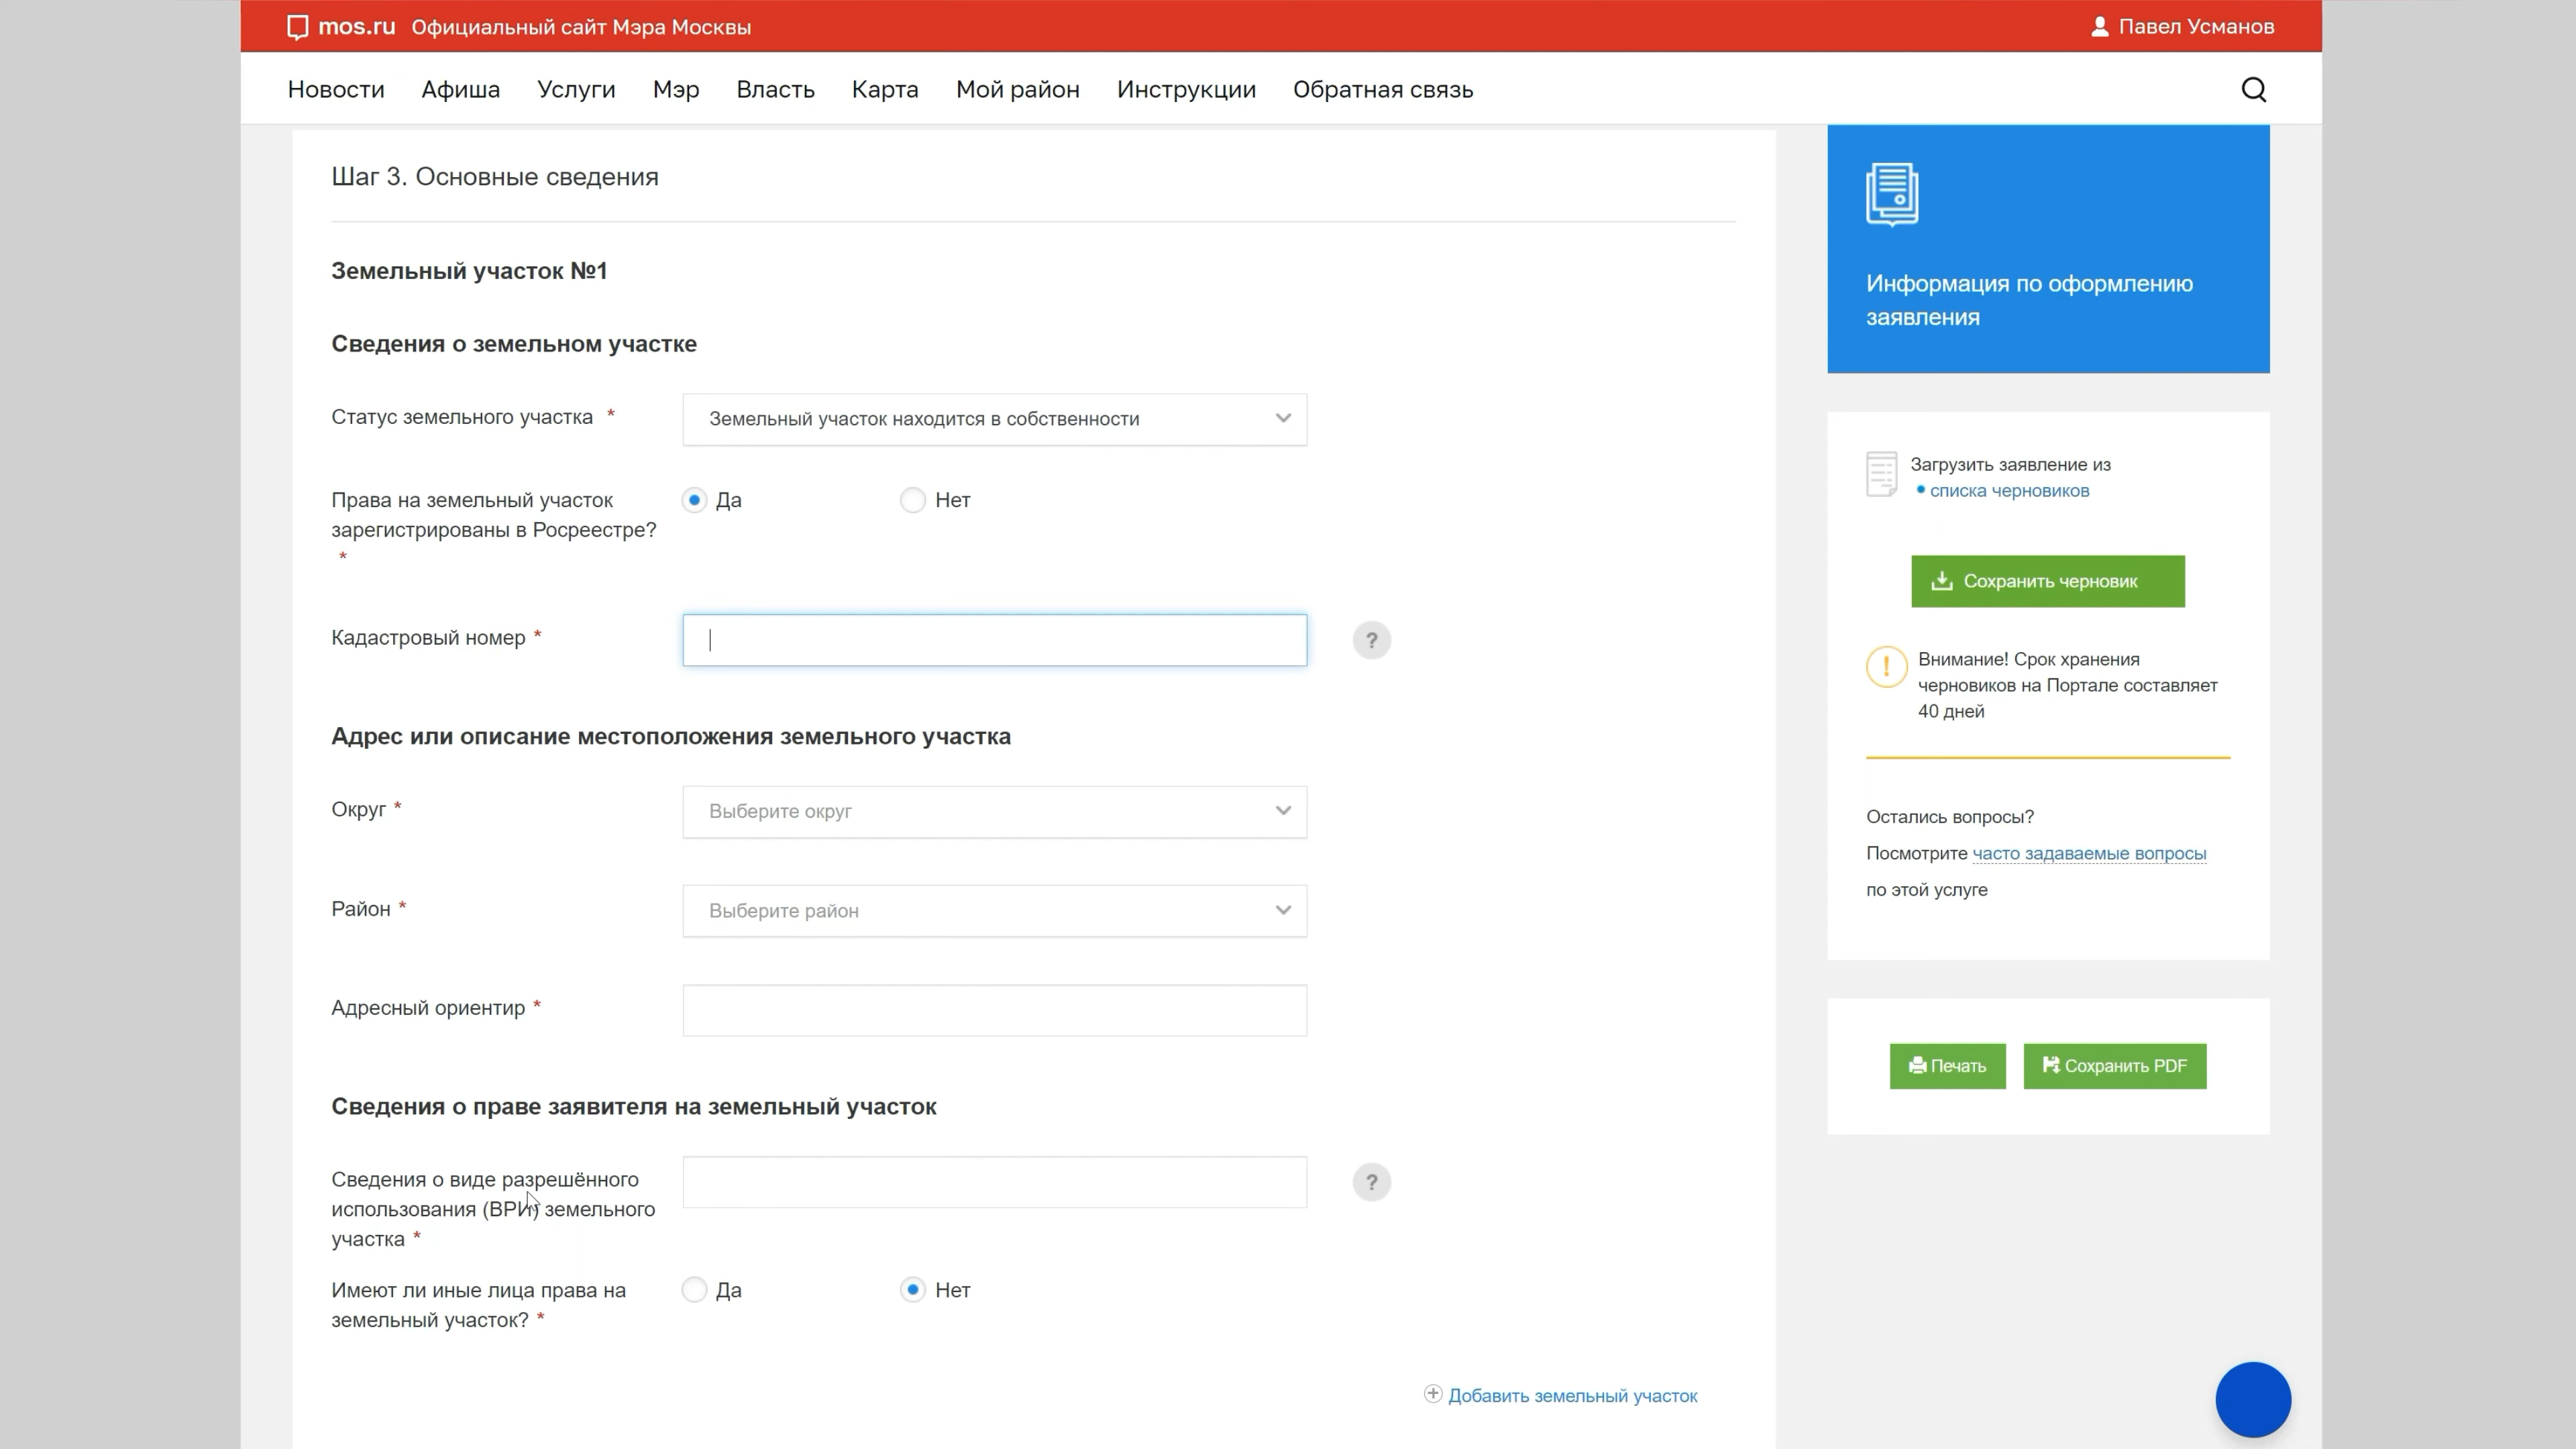 mos.ru Официальный сайт Мэра Москвы
Павел Усманов
Новости Афиша Услуги Мэр Власть Карта Мой район Инструкции Обратная связь
Шаг 3. Основные сведения
Земельный участок №1
Сведения о земельном участке
Статус земельного участка *
Земельный участок находится в собственности
Права на земельный участок
зарегистрированы в Росреестре?
*
Да Нет
Кадастровый номер *
?
Адрес или описание местоположения земельного участка
Округ *
Выберите округ
Район *
Выберите район
Адресный ориентир *
Сведения о праве заявителя на земельный участок
Сведения о виде разрешённого
использования (ВРИ) земельного
участка *
?
Имеют ли иные лица права на
земельный участок? *
Да Нет
Добавить земельный участок
Информация по оформлению
заявления
Загрузить заявление из
списка черновиков
Сохранить черновик
Внимание! Срок хранения
черновиков на Портале составляет
40 дней
Остались вопросы?
Посмотрите часто задаваемые вопросы
по этой услуге
Печать
Сохранить PDF